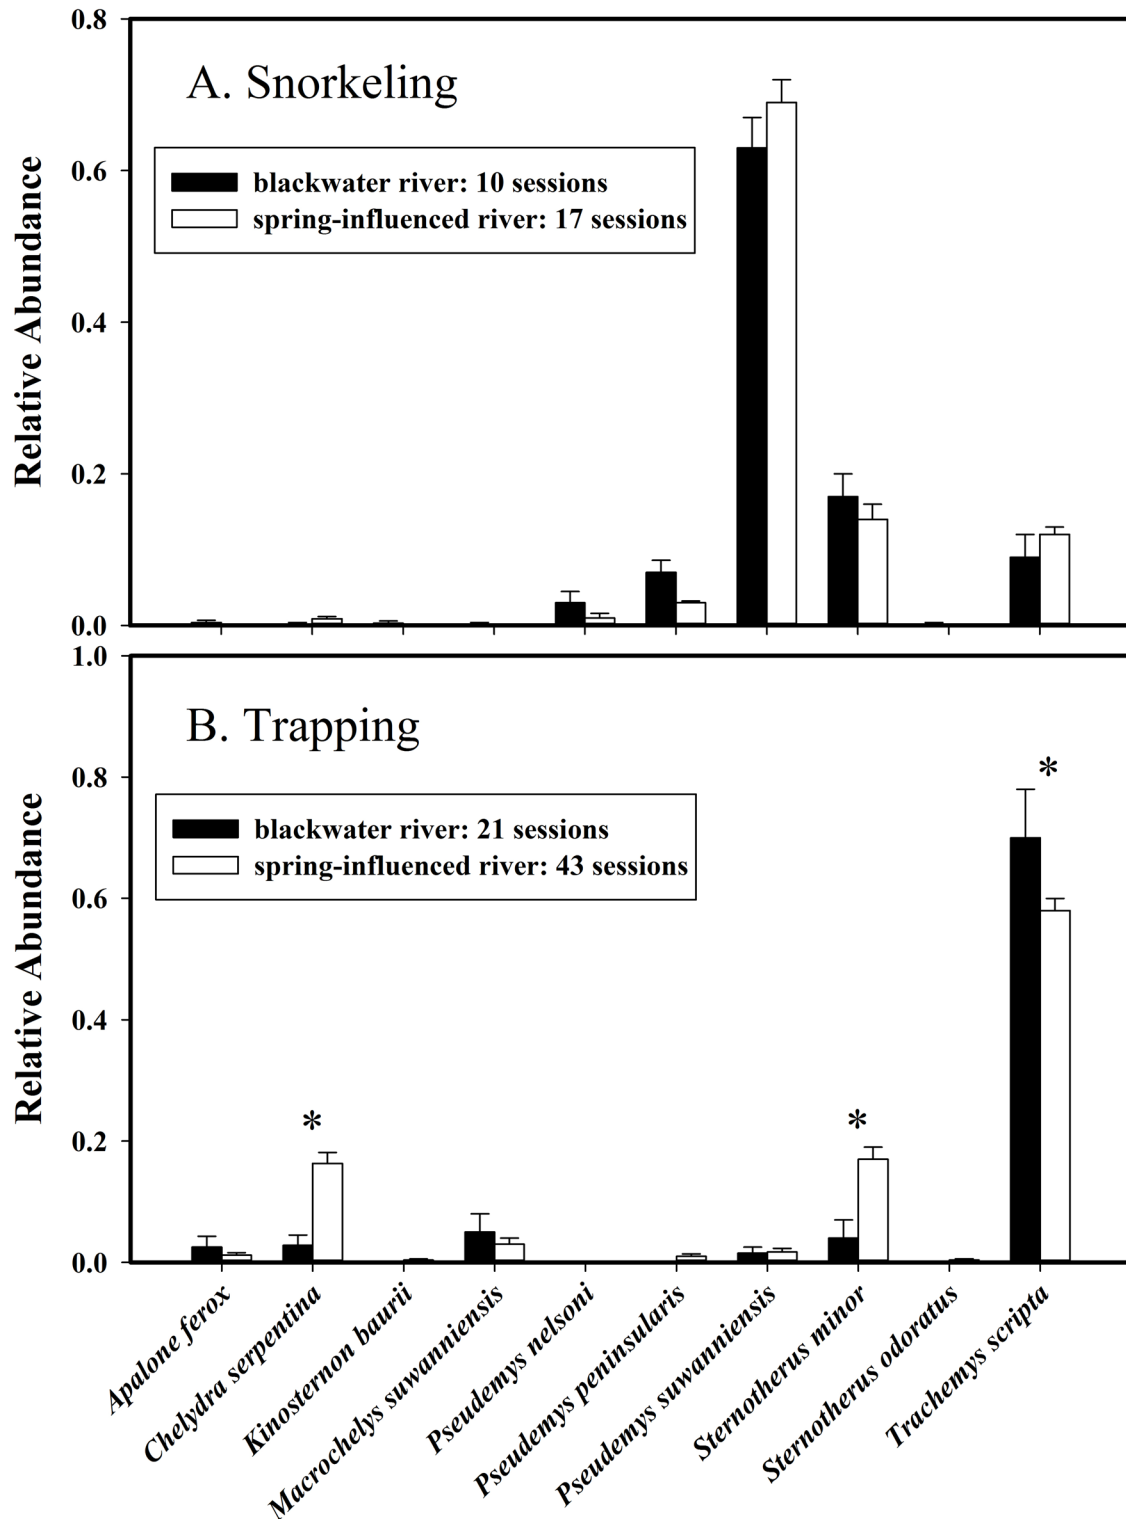 0.8
A. Snorkeling
blackwater river: 10 sessions
spring-influenced river: 17 sessions
Relative Abundance
0.6
0.4
0.2
0.0
1.0
B. Trapping
blackwater river: 21 sessions
spring-influenced river: 43 sessions
Relative Abundance
0.8
0.6
0.4
0.2
0.0
*
*
*
Apalone ferox
Chelydra serpentina
Kinosternon baurii
Macrochelys suwanniensis
Pseudemys nelsoni
Pseudemys peninsularis
Pseudemys suwanniensis
Sternotherus minor
Sternotherus odoratus
Trachemys scripta